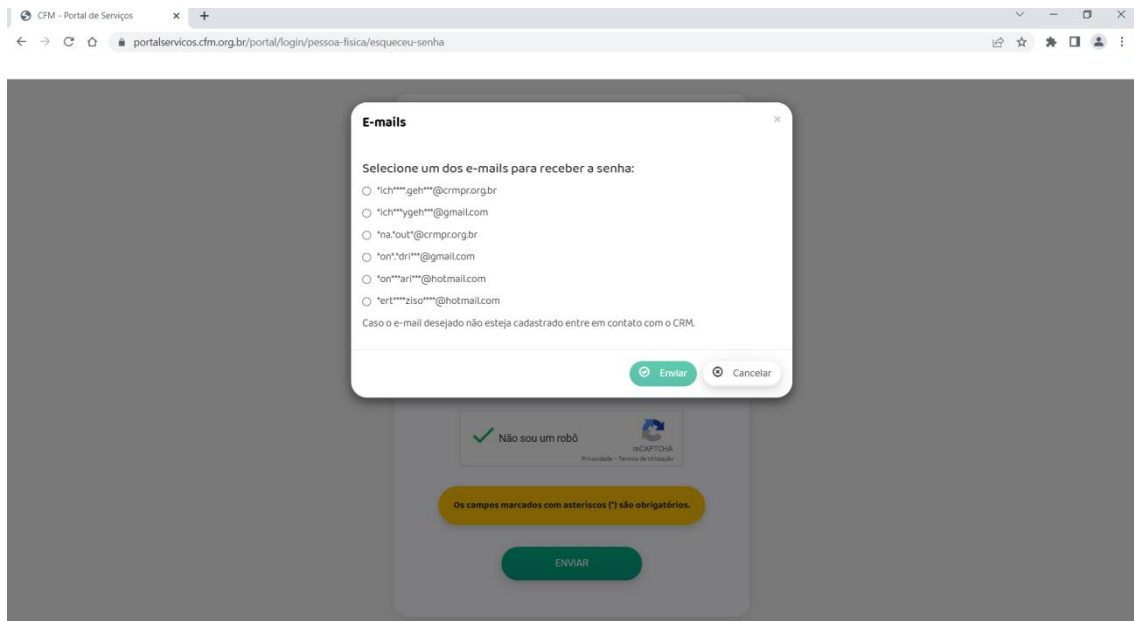 CFM - Portal de Serviços
portalservicos.cfm.org.br/portal/login/pessoa-fisica/esqueceu-senha
E-mails
Selecione um dos e-mails para receber a senha:
*ich****.geh***@crmpr.org.br
*ich***ygeh***@gmail.com
*na.*out*@crmpr.org.br
*on*.*dri***@gmail.com
*on***ari***@hotmail.com
*ert****ziso****@hotmail.com
Caso o e-mail desejado não esteja cadastrado entre em contato com o CRM.
Enviar Cancelar
Não sou um robô
reCAPTCHA
Privacidade - Termos de Utilização
Os campos marcados com asteriscos (*) são obrigatórios.
ENVIAR